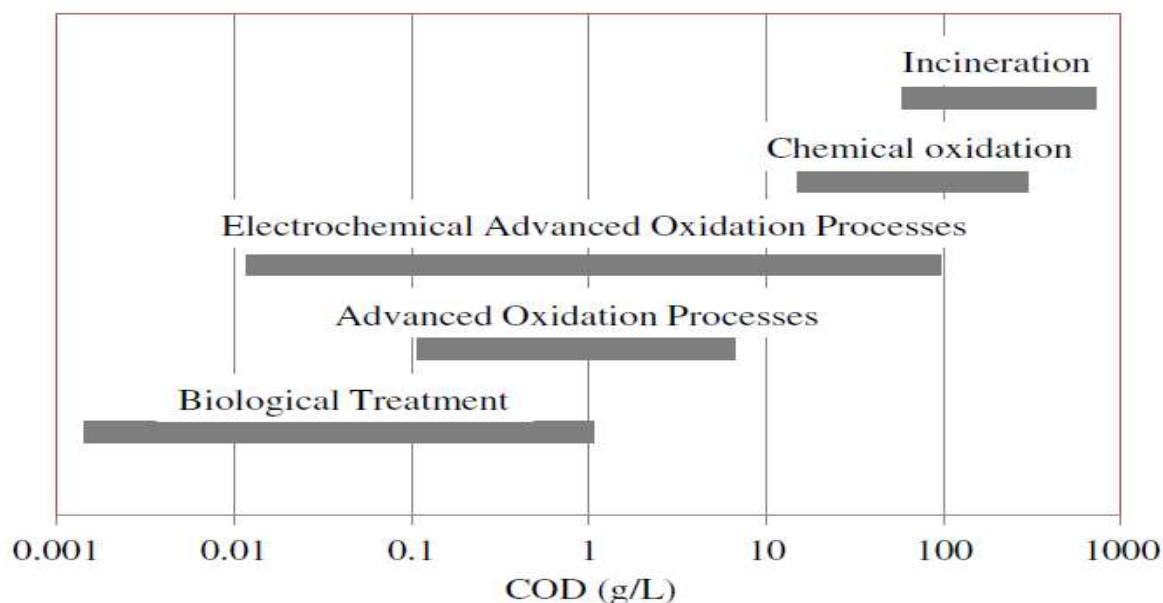 Incineration
Chemical oxidation
Electrochemical Advanced Oxidation Processes
Advanced Oxidation Processes
Biological Treatment
0.001 0.01 0.1 1 10 100 1000
COD (g/L)